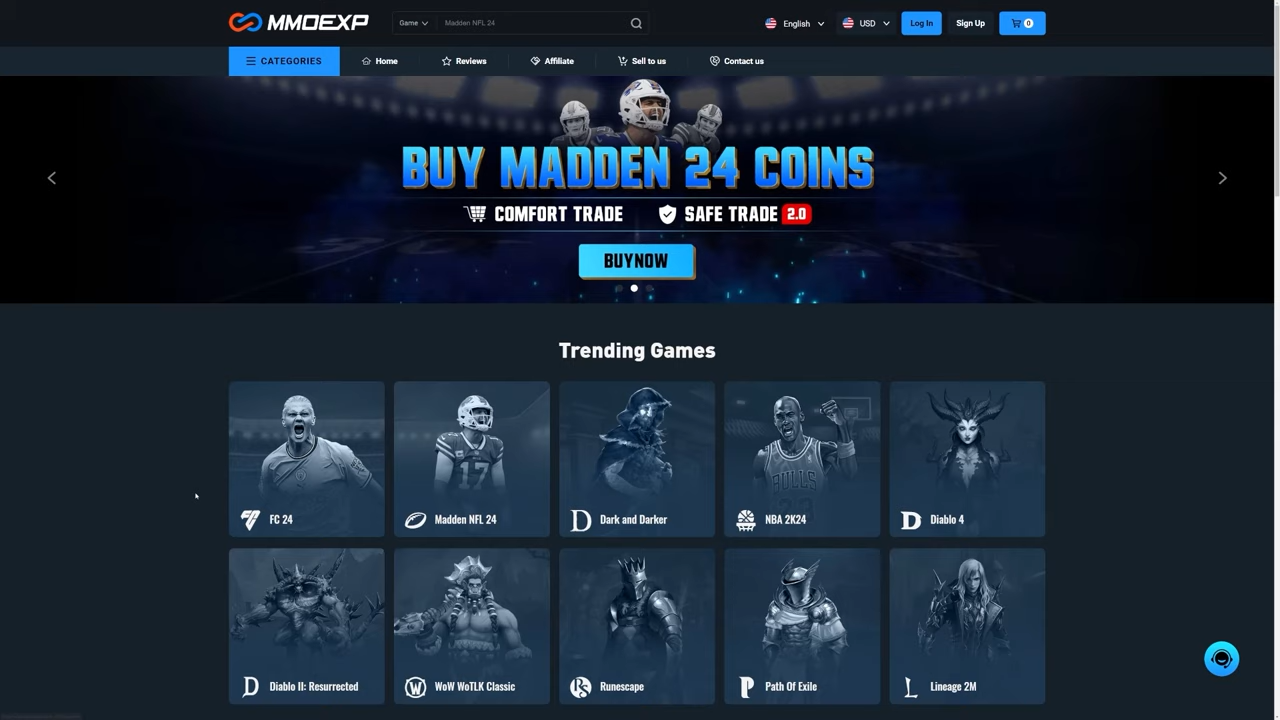 MMOEXP
Game
Madden NFL 24
English
USD
Log In
Sign Up
0
CATEGORIES
Home
Reviews
Affiliate
Sell to us
Contact us
BUY MADDEN 24 COINS
COMFORT TRADE
SAFE TRADE 2.0
BUYNOW
Trending Games
17
BULLS
FC 24
Madden NFL 24
Dark and Darker
NBA 2K24
Diablo 4
Diablo II: Resurrected
WoW WoTLK Classic
Runescape
Path Of Exile
Lineage 2M